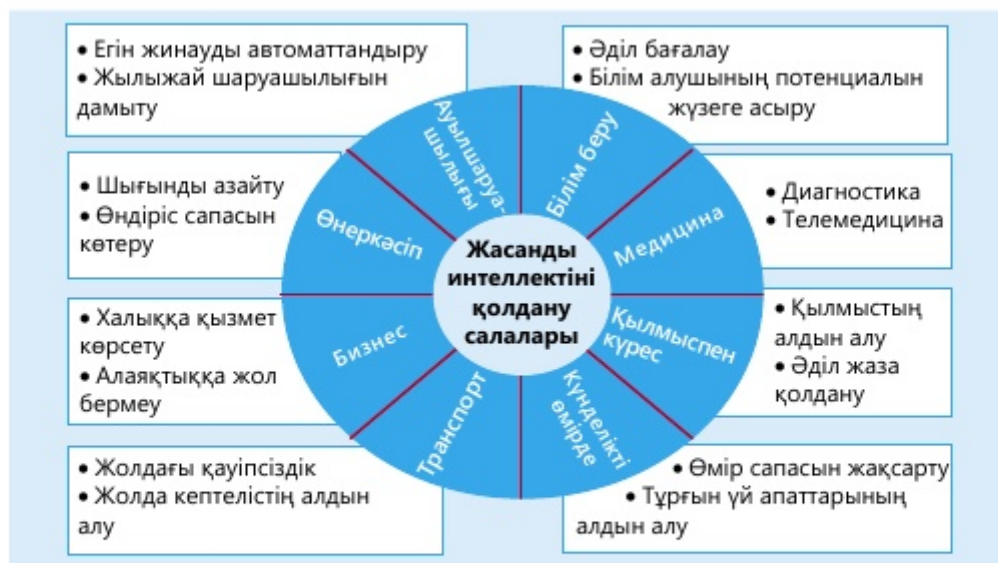 • Егін жинауды автоматтандыру
• Жылыжай шаруашылығын
дамыту
• Әділ бағалау
• Білім алушының потенциалын
жүзеге асыру
• Шығынды азайту
• Өндіріс сапасын
көтеру
• Диагностика
• Телемедицина
• Халыққа қызмет
көрсету
• Алаяқтыққа жол
бермеу
• Қылмыстың
алдын алу
• Әділ жаза
қолдану
• Жолдағы қауіпсіздік
• Жолда кептелістің алдын
алу
• Өмір сапасын жақсарту
• Тұрғын үй апаттарының
алдын алу
Ауылшаруа-
шылығы
Білім беру
Өнеркәсіп
Медицина
Жасанды
интеллектіні
қолдану
салалары
Бизнес
Қылмыспен
күрес
Транспорт
Күнделікті
өмірде